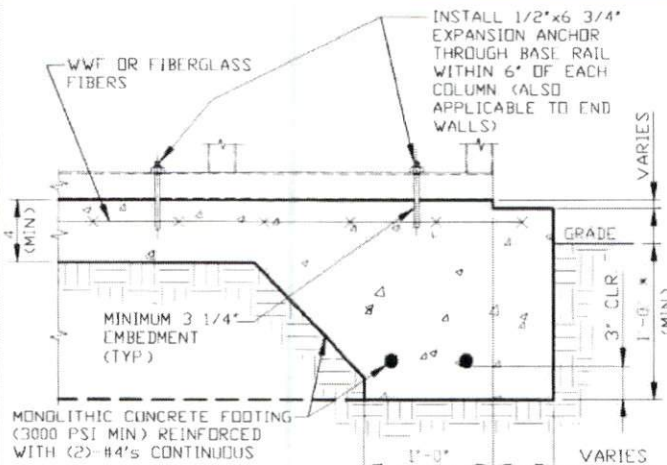 INSTALL 1/2"x6 3/4"
EXPANSION ANCHOR
THROUGH BASE RAIL
WITHIN 6" OF EACH
COLUMN (ALSO
APPLICABLE TO END
WALLS)
WWF OR FIBERGLASS
FIBERS
VARIES
4"
(MIN)
GRADE
MINIMUM 3 1/4"
EMBEDMENT
(TYP)
3" CLR
1'-0" *
(MIN)
MONOLITHIC CONCRETE FOOTING
(3000 PSI MIN) REINFORCED
WITH (2)-#4's CONTINUOUS
1'-0"
VARIES